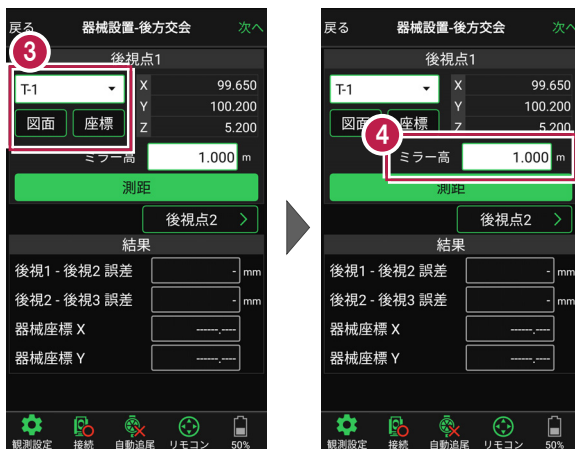 戻る 器械設置-後方交会 次へ
3
後視点1
T-1
X 99.650
Y 100.200
Z 5.200
図面 座標
ミラー高 1.000 m
測距
後視点2
結果
後視1 - 後視2 誤差 - mm
後視2 - 後視3 誤差 - mm
器械座標 X ------.----
器械座標 Y ------.----
観測設定 接続 自動追尾 リモコン 50%
戻る 器械設置-後方交会 次へ
後視点1
T-1
X 99.650
Y 100.200
Z 5.200
図面 座標
4
ミラー高 1.000 m
測距
後視点2
結果
後視1 - 後視2 誤差 - mm
後視2 - 後視3 誤差 - mm
器械座標 X ------.----
器械座標 Y ------.----
観測設定 接続 自動追尾 リモコン 50%